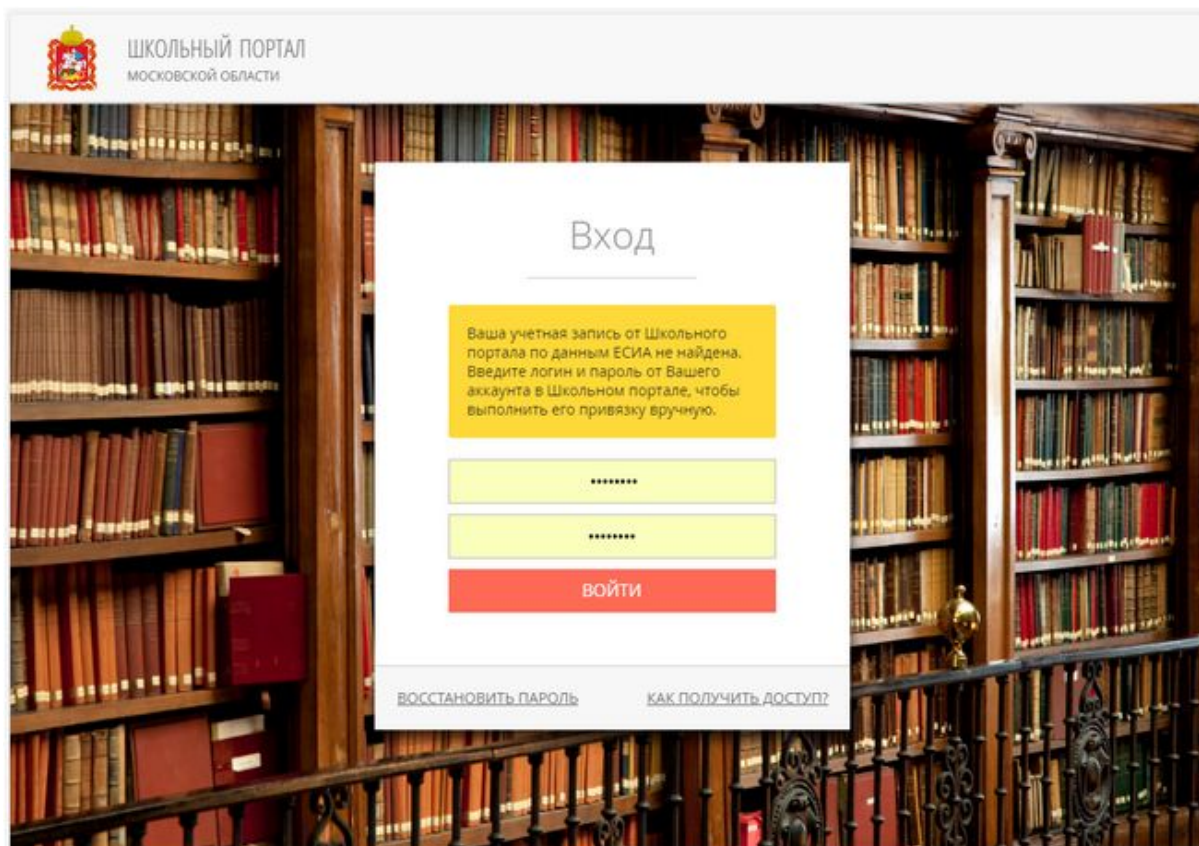 ШКОЛЬНЫЙ ПОРТАЛ
МОСКОВСКОЙ ОБЛАСТИ
Вход
Ваша учетная запись от Школьного
портала по данным ЕСИА не найдена.
Введите логин и пароль от Вашего
аккаунта в Школьном портале, чтобы
выполнить его привязку вручную.
••••••••
••••••••
ВОЙТИ
ВОССТАНОВИТЬ ПАРОЛЬ
КАК ПОЛУЧИТЬ ДОСТУП?